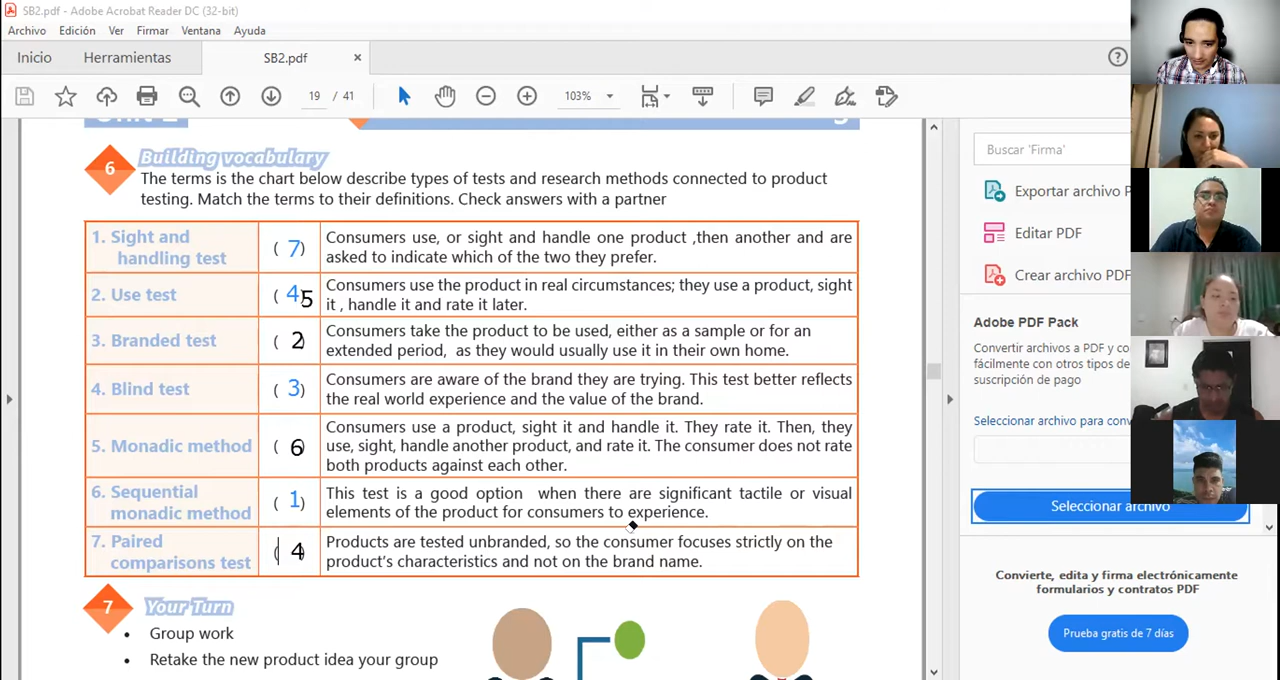 SB2.pdf - Adobe Acrobat Reader DC (32-bit)
Archivo Edición Ver Firmar Ventana Ayuda
Inicio Herramientas SB2.pdf ×
19 / 41 103% ?
6 Building vocabulary
The terms is the chart below describe types of tests and research methods connected to product
testing. Match the terms to their definitions. Check answers with a partner
1. Sight and
handling test
( 7)
Consumers use, or sight and handle one product ,then another and are
asked to indicate which of the two they prefer.
2. Use test
( 4) 5
Consumers use the product in real circumstances; they use a product, sight
it , handle it and rate it later.
3. Branded test
( 2)
Consumers take the product to be used, either as a sample or for an
extended period, as they would usually use it in their own home.
4. Blind test
( 3)
Consumers are aware of the brand they are trying. This test better reflects
the real world experience and the value of the brand.
5. Monadic method
( 6)
Consumers use a product, sight it and handle it. They rate it. Then, they
use, sight, handle another product, and rate it. The consumer does not rate
both products against each other.
6. Sequential
monadic method
( 1)
This test is a good option when there are significant tactile or visual
elements of the product for consumers to experience.
7. Paired
comparisons test
( 4)
Products are tested unbranded, so the consumer focuses strictly on the
product's characteristics and not on the brand name.
7 Your Turn
• Group work
• Retake the new product idea your group
Buscar 'Firma'
Exportar archivo P
Editar PDF
Crear archivo PDF
Adobe PDF Pack
Convertir archivos a PDF y co
fácilmente con otros tipos de
suscripción de pago
Seleccionar archivo para conv
Seleccionar archivo
Convierte, edita y firma electrónicamente
formularios y contratos PDF
Prueba gratis de 7 días